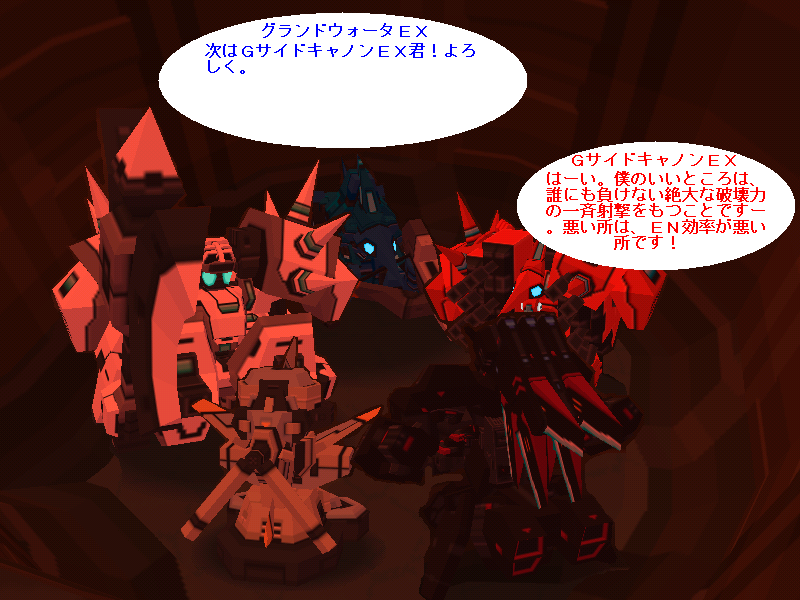 グランドウォータEX
次はGサイドキャノンEX君!よろ
しく。
GサイドキャノンEX
はーい。僕のいいところは、
誰にも負けない絶大な破壊力
の一斉射撃をもつことですー
。悪い所は、EN効率が悪い
所です!